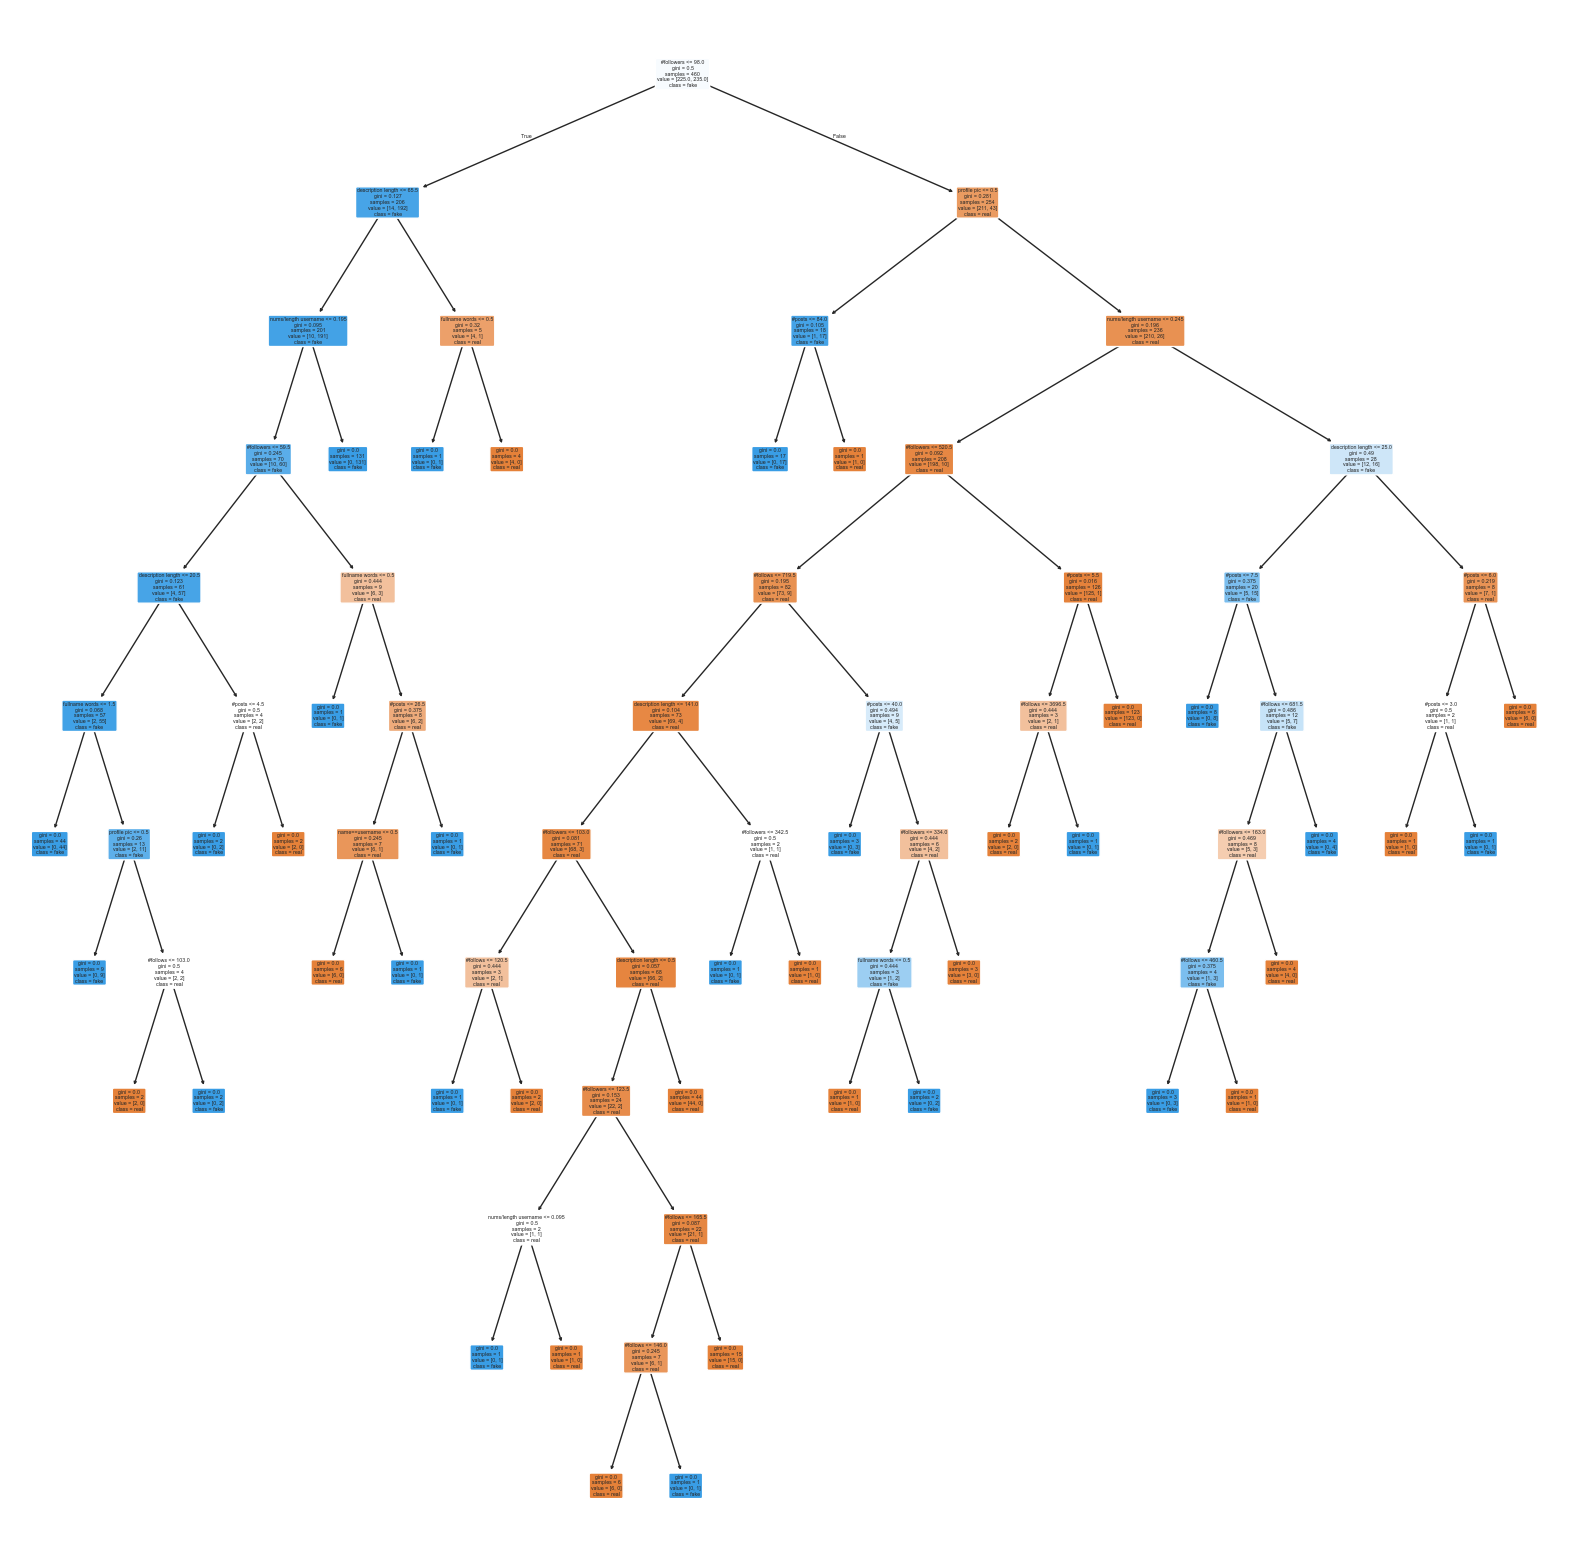 #followers <= 98.0
gini = 0.5
samples = 460
value = [225.0, 235.0]
class = fake
True
False
description length <= 85.5
gini = 0.127
samples = 206
value = [14, 192]
class = fake
profile pic <= 0.5
gini = 0.281
samples = 254
value = [211, 43]
class = real
nums/length username <= 0.195
gini = 0.095
samples = 201
value = [10, 191]
class = fake
fullname words <= 0.5
gini = 0.32
samples = 5
value = [4, 1]
class = real
#posts <= 84.0
gini = 0.105
samples = 18
value = [1, 17]
class = fake
nums/length username <= 0.245
gini = 0.196
samples = 236
value = [210, 26]
class = real
#followers <= 59.5
gini = 0.245
samples = 70
value = [10, 60]
class = fake
gini = 0.0
samples = 131
value = [0, 131]
class = fake
gini = 0.0
samples = 1
value = [0, 1]
class = fake
gini = 0.0
samples = 4
value = [4, 0]
class = real
gini = 0.0
samples = 17
value = [0, 17]
class = fake
gini = 0.0
samples = 1
value = [1, 0]
class = real
#followers <= 520.5
gini = 0.092
samples = 208
value = [198, 10]
class = real
description length <= 25.0
gini = 0.49
samples = 28
value = [12, 16]
class = fake
description length <= 20.5
gini = 0.123
samples = 61
value = [4, 57]
class = fake
fullname words <= 0.5
gini = 0.444
samples = 9
value = [6, 3]
class = real
#follows <= 719.5
gini = 0.195
samples = 82
value = [73, 9]
class = real
#posts <= 5.5
gini = 0.016
samples = 126
value = [125, 1]
class = real
#posts <= 7.5
gini = 0.375
samples = 20
value = [5, 15]
class = fake
#posts <= 6.0
gini = 0.219
samples = 8
value = [7, 1]
class = real
fullname words <= 1.5
gini = 0.068
samples = 57
value = [2, 55]
class = fake
#posts <= 4.5
gini = 0.5
samples = 4
value = [2, 2]
class = real
gini = 0.0
samples = 1
value = [0, 1]
class = fake
#posts <= 26.5
gini = 0.375
samples = 8
value = [6, 2]
class = real
description length <= 141.0
gini = 0.104
samples = 73
value = [69, 4]
class = real
#posts <= 40.0
gini = 0.494
samples = 9
value = [4, 5]
class = fake
#follows <= 3696.5
gini = 0.444
samples = 3
value = [2, 1]
class = real
gini = 0.0
samples = 123
value = [123, 0]
class = real
gini = 0.0
samples = 8
value = [0, 8]
class = fake
#follows <= 681.5
gini = 0.486
samples = 12
value = [5, 7]
class = fake
#posts <= 3.0
gini = 0.5
samples = 2
value = [1, 1]
class = real
gini = 0.0
samples = 6
value = [6, 0]
class = real
gini = 0.0
samples = 44
value = [0, 44]
class = fake
profile pic <= 0.5
gini = 0.26
samples = 13
value = [2, 11]
class = fake
gini = 0.0
samples = 2
value = [0, 2]
class = fake
gini = 0.0
samples = 2
value = [2, 0]
class = real
name==username <= 0.5
gini = 0.245
samples = 7
value = [6, 1]
class = real
gini = 0.0
samples = 1
value = [0, 1]
class = fake
#followers <= 103.0
gini = 0.081
samples = 71
value = [68, 3]
class = real
#followers <= 342.5
gini = 0.5
samples = 2
value = [1, 1]
class = real
gini = 0.0
samples = 3
value = [0, 3]
class = fake
#followers <= 334.0
gini = 0.444
samples = 6
value = [4, 2]
class = real
gini = 0.0
samples = 2
value = [2, 0]
class = real
gini = 0.0
samples = 1
value = [0, 1]
class = fake
#followers <= 163.0
gini = 0.469
samples = 8
value = [5, 3]
class = real
gini = 0.0
samples = 4
value = [0, 4]
class = fake
gini = 0.0
samples = 1
value = [1, 0]
class = real
gini = 0.0
samples = 1
value = [0, 1]
class = fake
gini = 0.0
samples = 9
value = [0, 9]
class = fake
#follows <= 103.0
gini = 0.5
samples = 4
value = [2, 2]
class = real
gini = 0.0
samples = 6
value = [6, 0]
class = real
gini = 0.0
samples = 1
value = [0, 1]
class = fake
#follows <= 120.5
gini = 0.444
samples = 3
value = [2, 1]
class = real
description length <= 0.5
gini = 0.057
samples = 68
value = [66, 2]
class = real
gini = 0.0
samples = 1
value = [0, 1]
class = fake
gini = 0.0
samples = 1
value = [1, 0]
class = real
fullname words <= 0.5
gini = 0.444
samples = 3
value = [1, 2]
class = fake
gini = 0.0
samples = 3
value = [3, 0]
class = real
#follows <= 460.5
gini = 0.375
samples = 4
value = [1, 3]
class = fake
gini = 0.0
samples = 4
value = [4, 0]
class = real
gini = 0.0
samples = 2
value = [2, 0]
class = real
gini = 0.0
samples = 2
value = [0, 2]
class = fake
gini = 0.0
samples = 1
value = [0, 1]
class = fake
gini = 0.0
samples = 2
value = [2, 0]
class = real
#followers <= 123.5
gini = 0.153
samples = 24
value = [22, 2]
class = real
gini = 0.0
samples = 44
value = [44, 0]
class = real
gini = 0.0
samples = 1
value = [1, 0]
class = real
gini = 0.0
samples = 2
value = [0, 2]
class = fake
gini = 0.0
samples = 3
value = [0, 3]
class = fake
gini = 0.0
samples = 1
value = [1, 0]
class = real
nums/length username <= 0.095
gini = 0.5
samples = 2
value = [1, 1]
class = real
#follows <= 165.5
gini = 0.087
samples = 22
value = [21, 1]
class = real
gini = 0.0
samples = 1
value = [0, 1]
class = fake
gini = 0.0
samples = 1
value = [1, 0]
class = real
#follows <= 146.0
gini = 0.245
samples = 7
value = [6, 1]
class = real
gini = 0.0
samples = 15
value = [15, 0]
class = real
gini = 0.0
samples = 6
value = [6, 0]
class = real
gini = 0.0
samples = 1
value = [0, 1]
class = fake